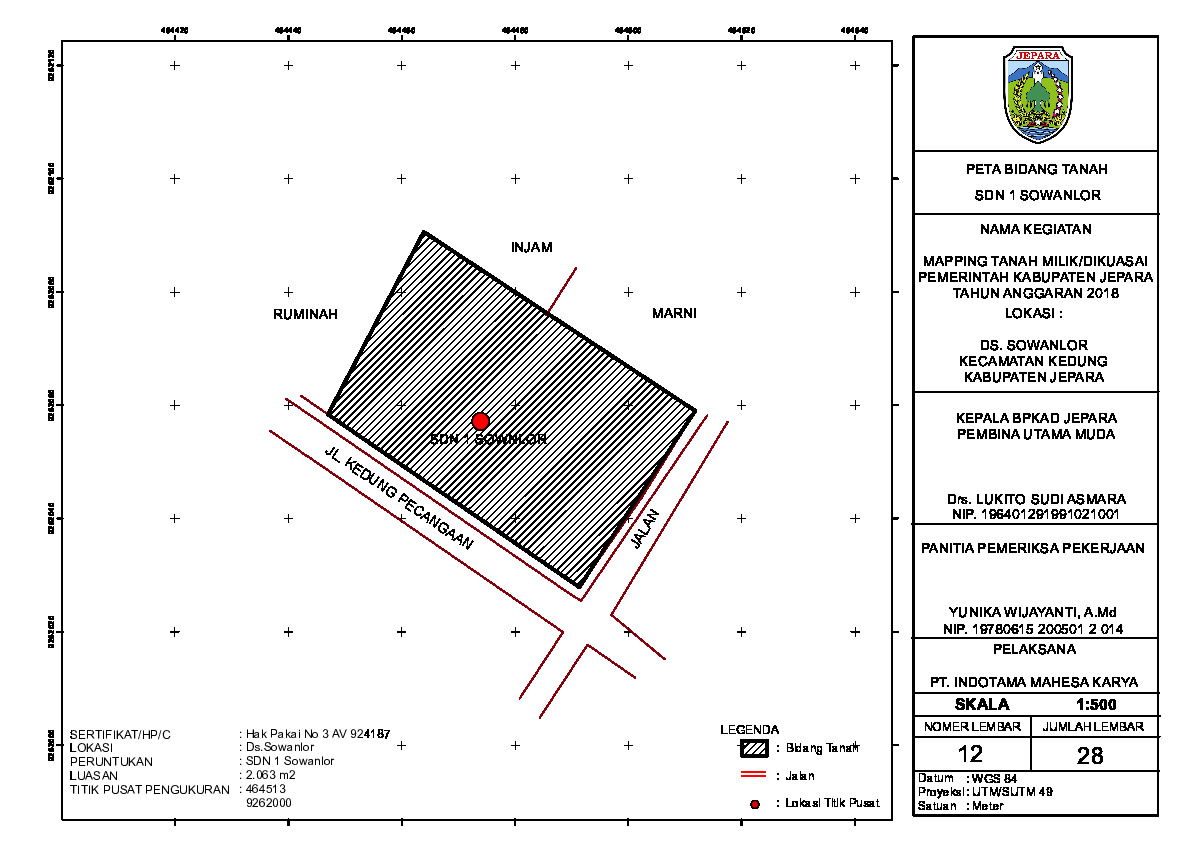 JEPARA
PETA BIDANG TANAH
SDN 1 SOWANLOR
NAMA KEGIATAN
MAPPING TANAH MILIK/DIKUASAI
PEMERINTAH KABUPATEN JEPARA
TAHUN ANGGARAN 2018
LOKASI :
DS. SOWANLOR
KECAMATAN KEDUNG
KABUPATEN JEPARA
KEPALA BPKAD JEPARA
PEMBINA UTAMA MUDA
Drs. LUKITO SUDI ASMARA
NIP. 196401291991021001
PANITIA PEMERIKSA PEKERJAAN
YUNIKA WIJAYANTI, A.Md
NIP. 19780615 200501 2 014
PELAKSANA
PT. INDOTAMA MAHESA KARYA
SKALA 1:500
NOMER LEMBAR JUMLAH LEMBAR
12 28
Datum : WGS 84
Proyeksi : UTM/SUTM 49
Satuan : Meter
INJAM
RUMINAH
MARNI
SDN 1 SOWNLOR
JL. KEDUNG PECANGAAN
JALAN
SERTIFIKAT/HP/C : Hak Pakai No 3 AV 924187
LOKASI : Ds.Sowanlor
PERUNTUKAN : SDN 1 Sowanlor
LUASAN : 2.063 m2
TITIK PUSAT PENGUKURAN : 464513
9262000
LEGENDA
: Bidang Tanah
: Jalan
: Lokasi Titik Pusat